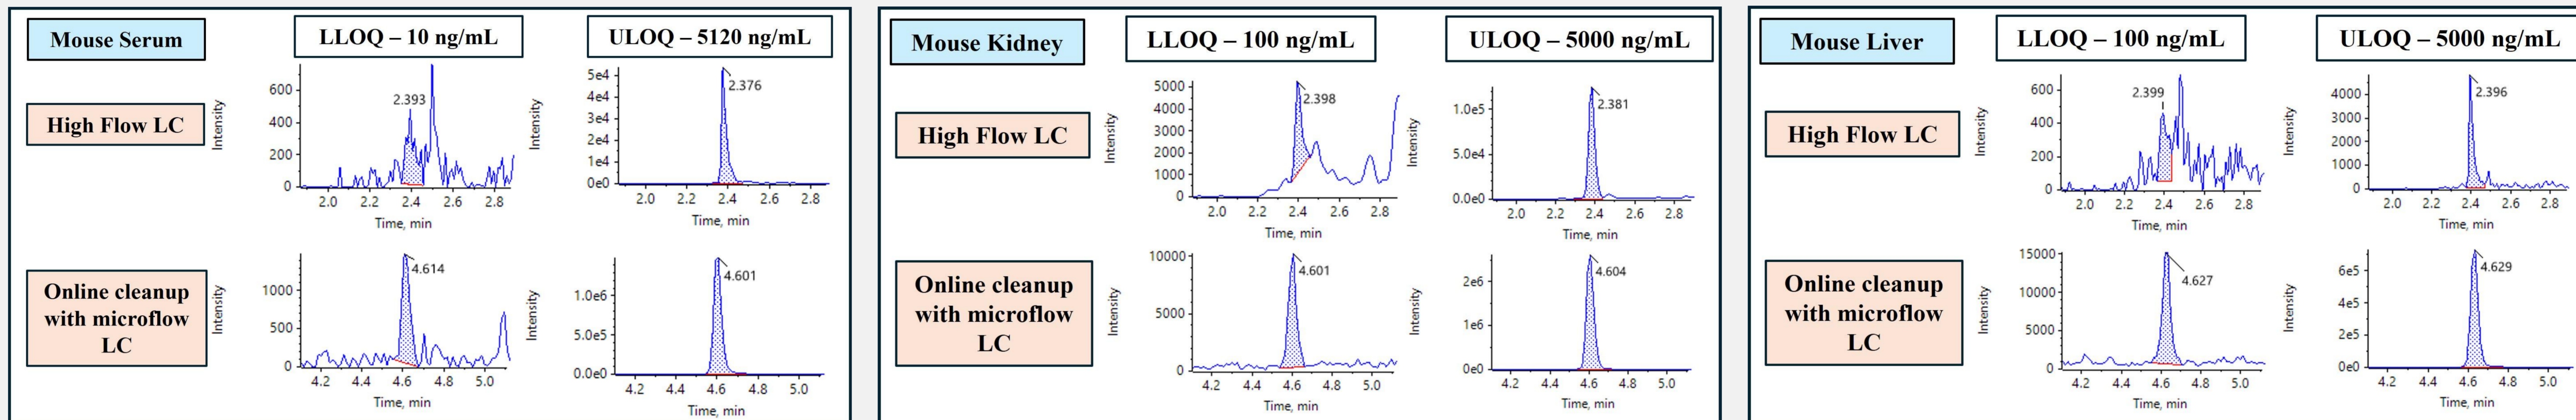 Mouse Serum
LLOQ – 10 ng/mL
ULOQ – 5120 ng/mL
High Flow LC
Intensity
600
400
200
0
2.393
2.0 2.2 2.4 2.6 2.8
Time, min
Intensity
5e4
4e4
3e4
2e4
1e4
0e0
2.376
2.0 2.2 2.4 2.6 2.8
Time, min
Online cleanup
with microflow
LC
Intensity
1000
500
0
4.614
4.2 4.4 4.6 4.8 5.0
Time, min
Intensity
1.0e6
5.0e5
0.0e0
4.601
4.2 4.4 4.6 4.8 5.0
Time, min
Mouse Kidney
LLOQ – 100 ng/mL
ULOQ – 5000 ng/mL
High Flow LC
Intensity
5000
4000
3000
2000
1000
0
2.398
2.0 2.2 2.4 2.6 2.8
Time, min
Intensity
1.0e5
5.0e4
0.0e0
2.381
2.0 2.2 2.4 2.6 2.8
Time, min
Online cleanup
with microflow
LC
Intensity
10000
5000
0
4.601
4.2 4.4 4.6 4.8 5.0
Time, min
Intensity
2e6
1e6
0e0
4.604
4.2 4.4 4.6 4.8 5.0
Time, min
Mouse Liver
LLOQ – 100 ng/mL
ULOQ – 5000 ng/mL
High Flow LC
Intensity
600
400
200
0
2.399
2.0 2.2 2.4 2.6 2.8
Time, min
Intensity
4000
3000
2000
1000
0
2.396
2.0 2.2 2.4 2.6 2.8
Time, min
Online cleanup
with microflow
LC
Intensity
15000
10000
5000
0
4.627
4.2 4.4 4.6 4.8 5.0
Time, min
Intensity
6e5
4e5
2e5
0e0
4.629
4.2 4.4 4.6 4.8 5.0
Time, min